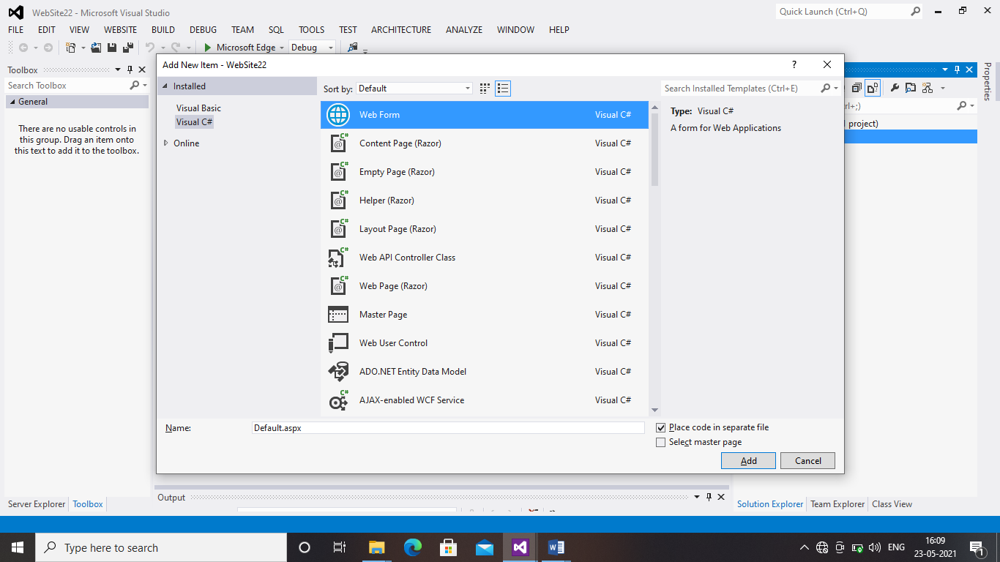 WebSite22 - Microsoft Visual Studio
Quick Launch (Ctrl+Q)
FILE EDIT VIEW WEBSITE BUILD DEBUG TEAM SQL TOOLS TEST ARCHITECTURE ANALYZE WINDOW HELP
Microsoft Edge Debug
Toolbox
Search Toolbox
General
There are no usable controls in
this group. Drag an item onto
this text to add it to the toolbox.
Server Explorer Toolbox
Add New Item - WebSite22
?
Installed
Visual Basic
Visual C#
Online
Sort by: Default
Search Installed Templates (Ctrl+E)
Web Form Visual C#
Content Page (Razor) Visual C#
Empty Page (Razor) Visual C#
Helper (Razor) Visual C#
Layout Page (Razor) Visual C#
Web API Controller Class Visual C#
Web Page (Razor) Visual C#
Master Page Visual C#
Web User Control Visual C#
ADO.NET Entity Data Model Visual C#
AJAX-enabled WCF Service Visual C#
Type: Visual C#
A form for Web Applications
Name: Default.aspx
Place code in separate file
Select master page
Add Cancel
project)
Properties
Output
Solution Explorer Team Explorer Class View
Type here to search
ENG
16:09
23-05-2021
1